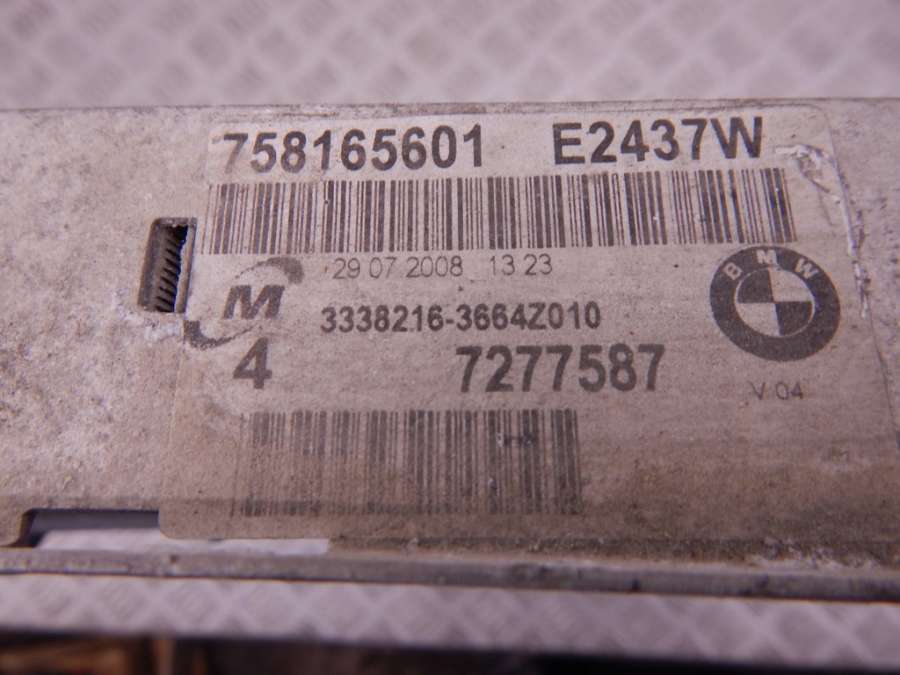 758165601 E2437W
29 07 2008 13 23
M
3338216-3664Z010
BMW
4 7277587
V 04